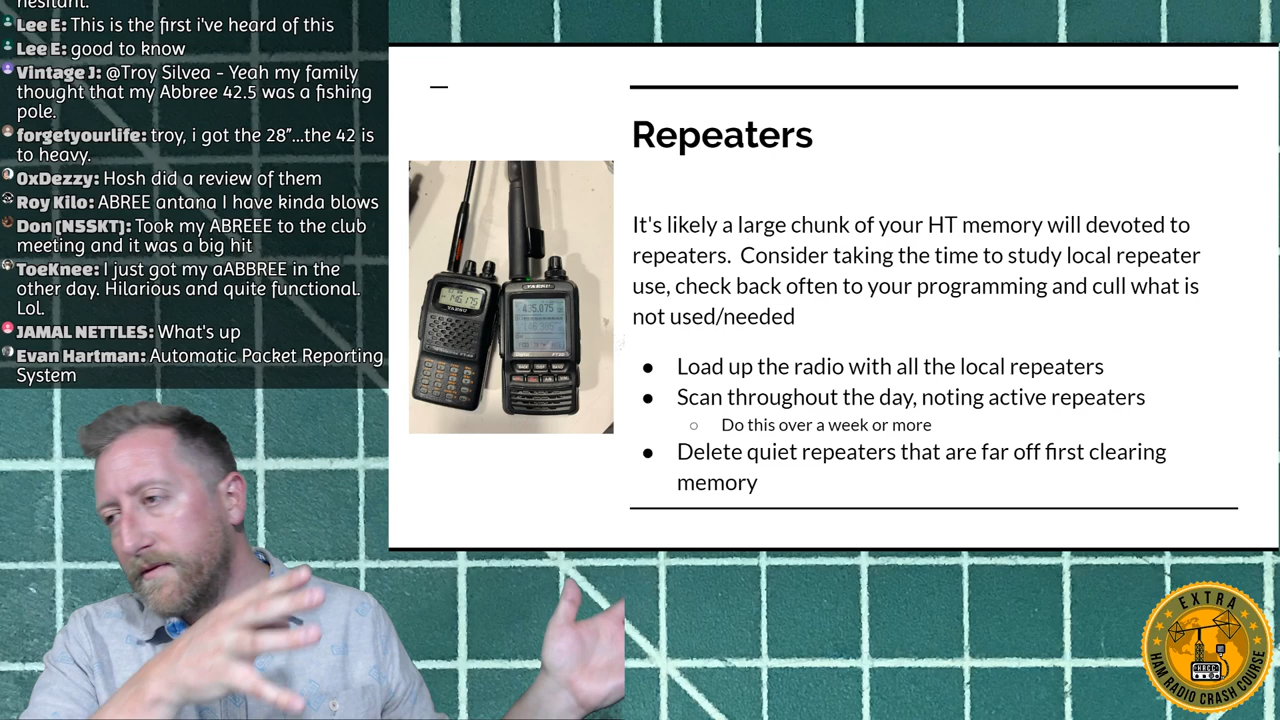 hesitant.
Lee E: This is the first i've heard of this
Lee E: good to know
Vintage J: @Troy Silvea - Yeah my family
thought that my Abbree 42.5 was a fishing
pole.
forgetyourlife: troy, i got the 28”...the 42 is
to heavy.
0xDezzy: Hosh did a review of them
Roy Kilo: ABREE antana I have kinda blows
Don [N5SKT]: Took my ABREEE to the club
meeting and it was a big hit
ToeKnee: I just got my aABBREE in the
other day. Hilarious and quite functional.
Lol.
JAMAL NETTLES: What's up
Evan Hartman: Automatic Packet Reporting
System
Repeaters
It's likely a large chunk of your HT memory will devoted to
repeaters.  Consider taking the time to study local repeater
use, check back often to your programming and cull what is
not used/needed
● Load up the radio with all the local repeaters
● Scan throughout the day, noting active repeaters
○ Do this over a week or more
● Delete quiet repeaters that are far off first clearing
memory
YAESU
YAESU
435.075
EXTRA
HRCC
HAM RADIO CRASH COURSE